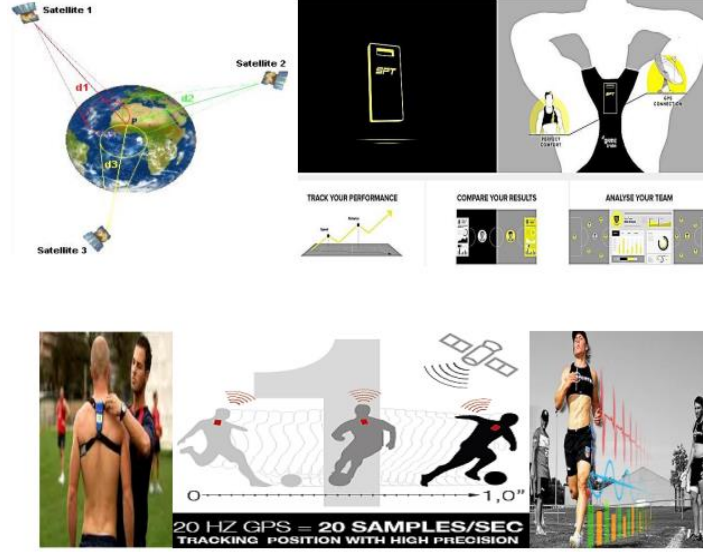 Satellite 1
Satellite 2
d1
d2
P
d3
Satellite 3
SPT
SPT
GPS
CONNECTION
PERFECT
COMFORT
TRACK YOUR PERFORMANCE
COMPARE YOUR RESULTS
ANALYSE YOUR TEAM
1
0
1,0"
20 HZ GPS = 20 SAMPLES/SEC
TRACKING POSITION WITH HIGH PRECISION